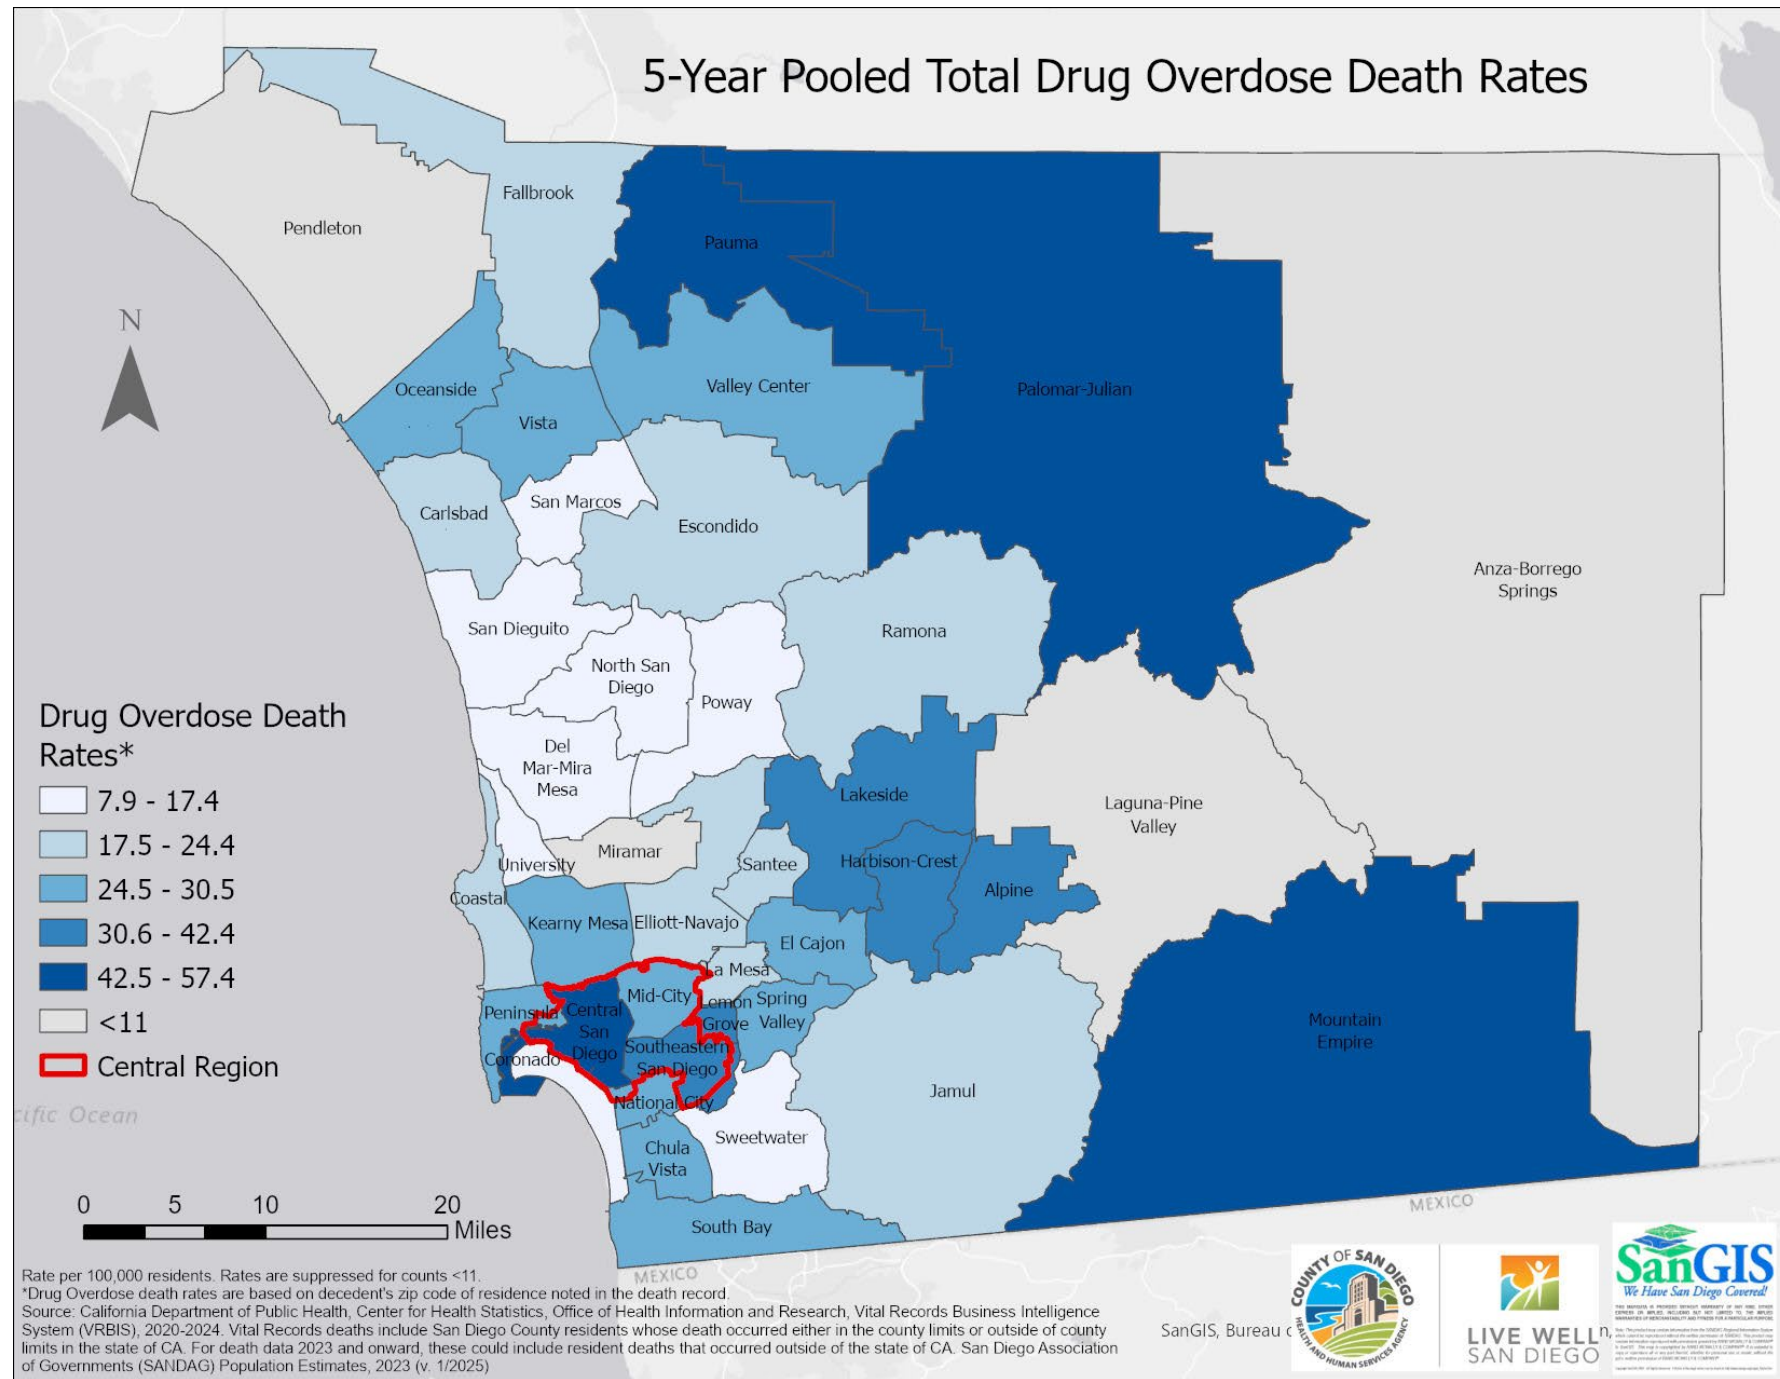 5-Year Pooled Total Drug Overdose Death Rates
Fallbrook
Pendleton
Pauma
N
Oceanside
Vista
Valley Center
Palomar-Julian
San Marcos
Carlsbad
Escondido
Anza-Borrego
Springs
San Dieguito
Ramona
North San
Diego
Poway
Del
Mar-Mira
Mesa
Lakeside
Laguna-Pine
Valley
University
Miramar
Santee
Harbison-Crest
Alpine
Coastal
Kearny Mesa
Elliott-Navajo
El Cajon
La Mesa
Mid-City
Peninsula
Central
San
Diego
Lemon
Grove
Spring
Valley
Coronado
Southeastern
San Diego
National City
Mountain
Empire
Jamul
Sweetwater
Chula
Vista
South Bay
Drug Overdose Death
Rates*
7.9 - 17.4
17.5 - 24.4
24.5 - 30.5
30.6 - 42.4
42.5 - 57.4
<11
Central Region
cific Ocean
0 5 10 20
Miles
MEXICO
MEXICO
Rate per 100,000 residents. Rates are suppressed for counts <11.
*Drug Overdose death rates are based on decedent's zip code of residence noted in the death record.
Source: California Department of Public Health, Center for Health Statistics, Office of Health Information and Research, Vital Records Business Intelligence
System (VRBIS), 2020-2024. Vital Records deaths include San Diego County residents whose death occurred either in the county limits or outside of county
limits in the state of CA. For death data 2023 and onward, these could include resident deaths that occurred outside of the state of CA. San Diego Association
of Governments (SANDAG) Population Estimates, 2023 (v. 1/2025)
SanGIS, Bureau
COUNTY OF SAN DIEGO
HEALTH AND HUMAN SERVICES AGENCY
LIVE WELL
SAN DIEGO
SanGIS
We Have San Diego Covered!